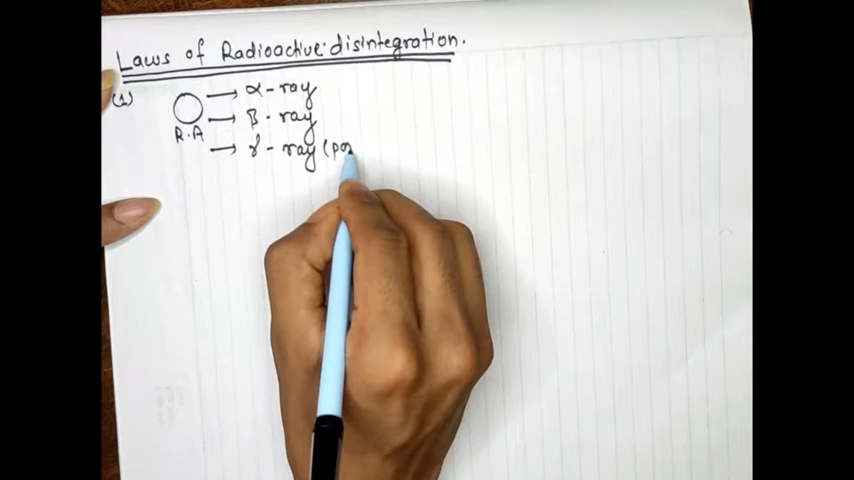 Laws of Radioactive disintegration.
(1) → α-ray
→ β-ray
R.A
→ γ-ray (po